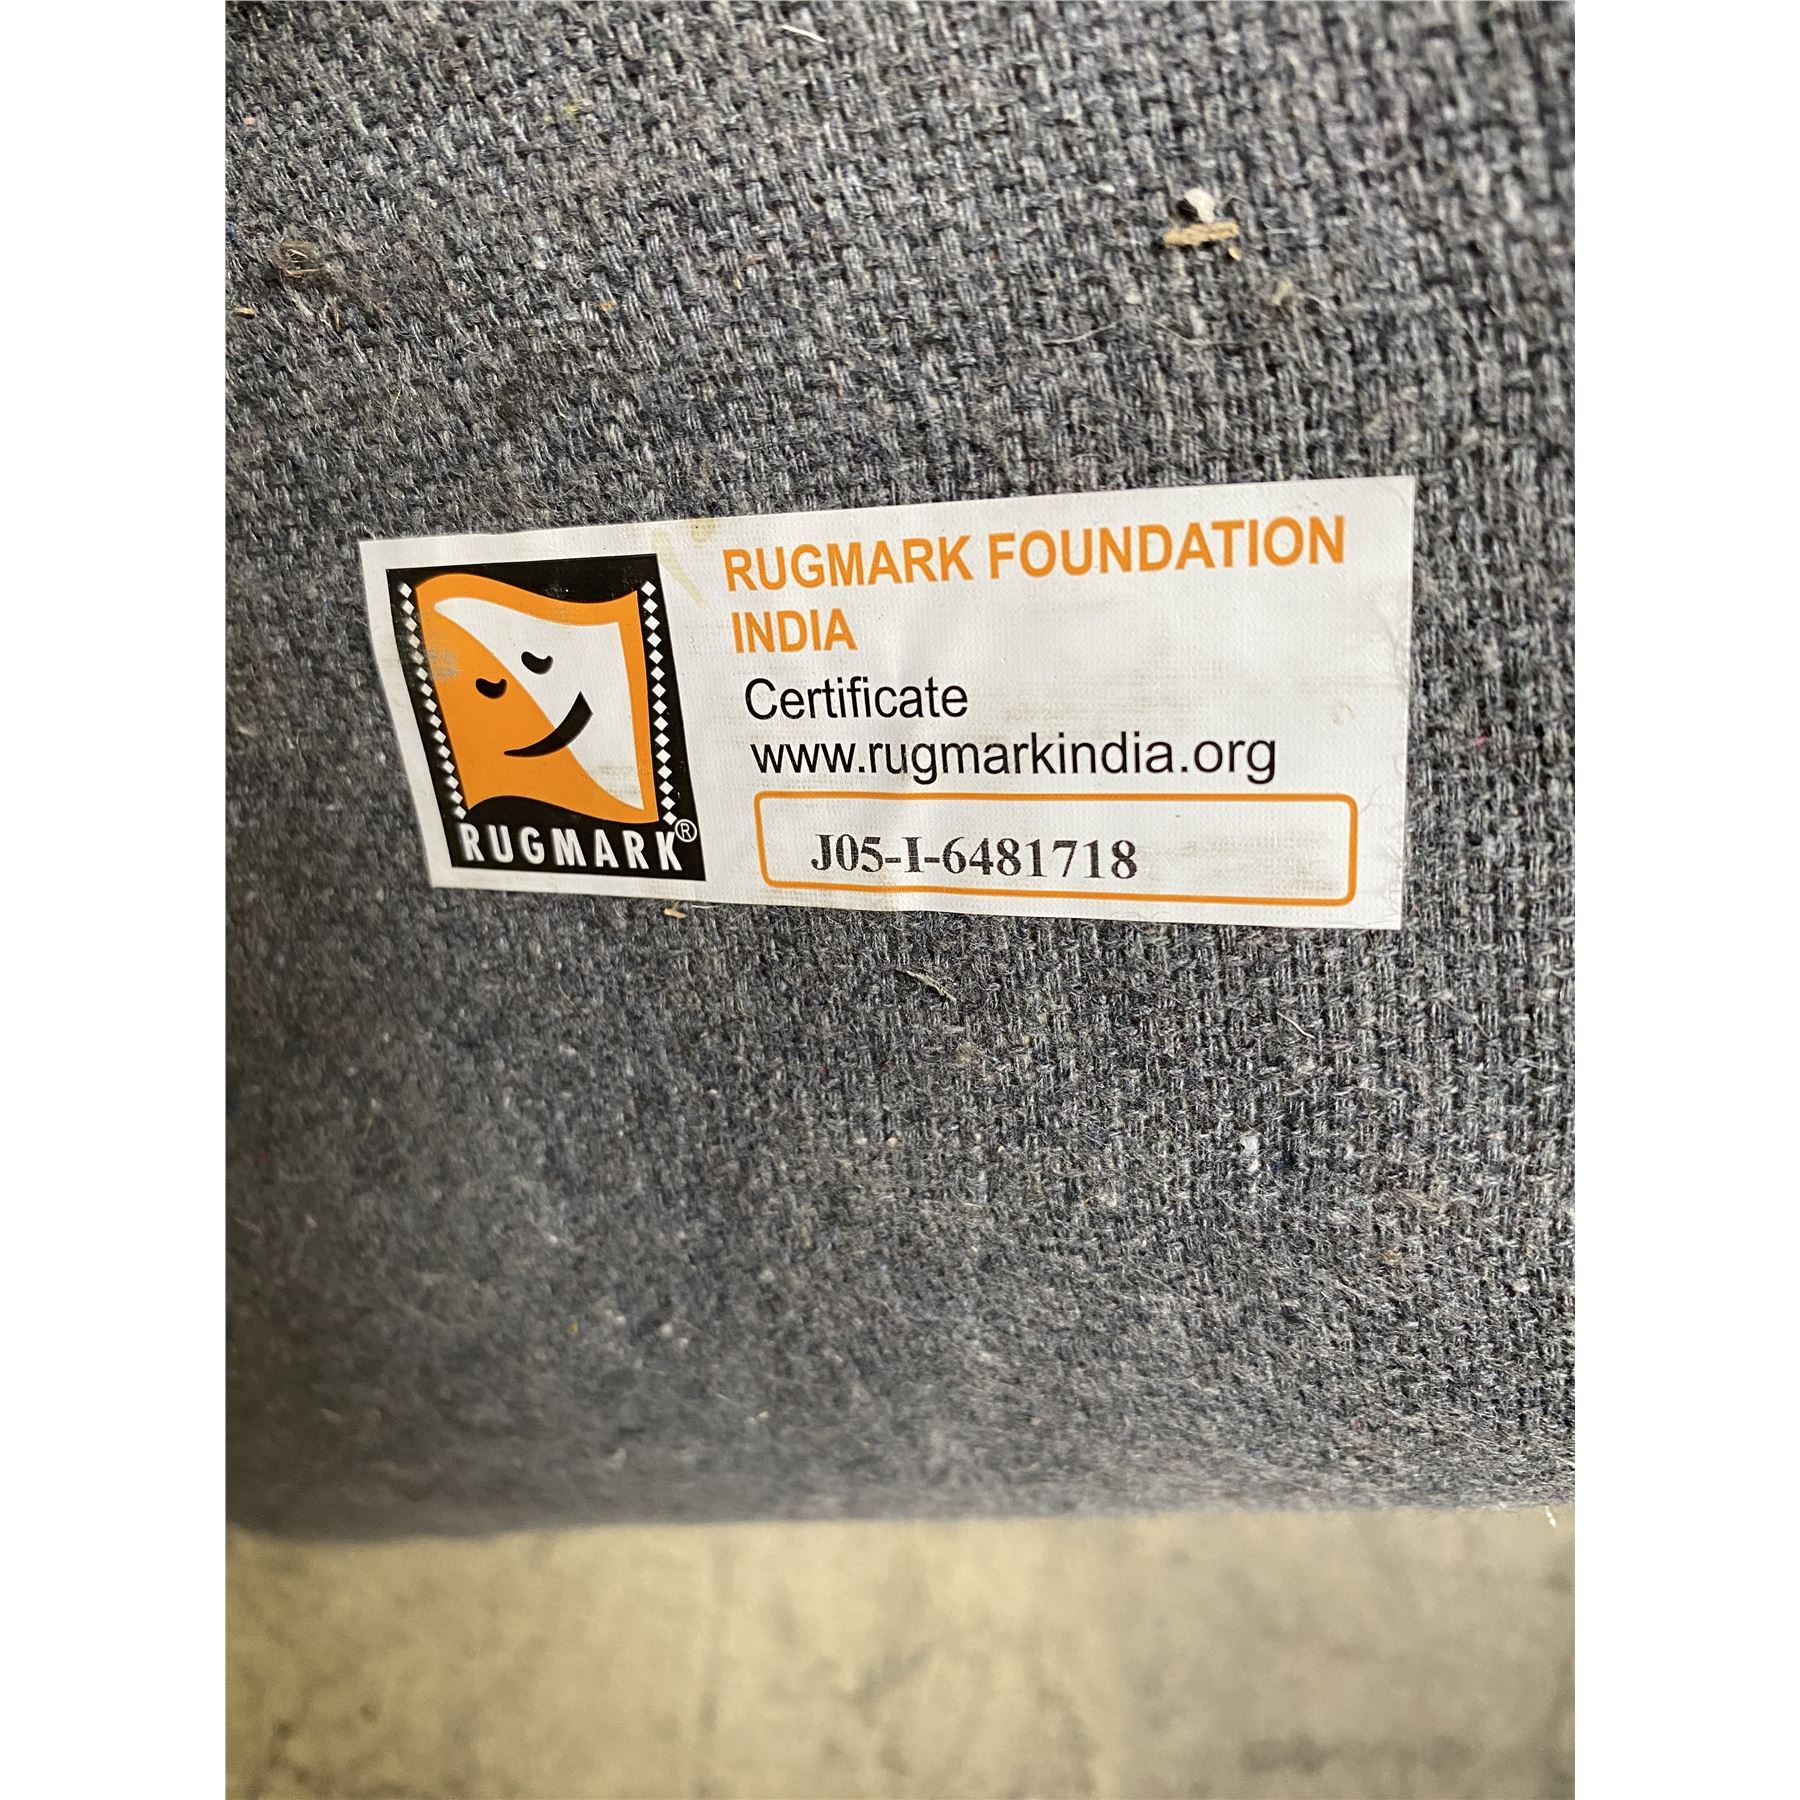 RUGMARK FOUNDATION
INDIA
Certificate
www.rugmarkindia.org
J05-I-6481718
RUGMARK®